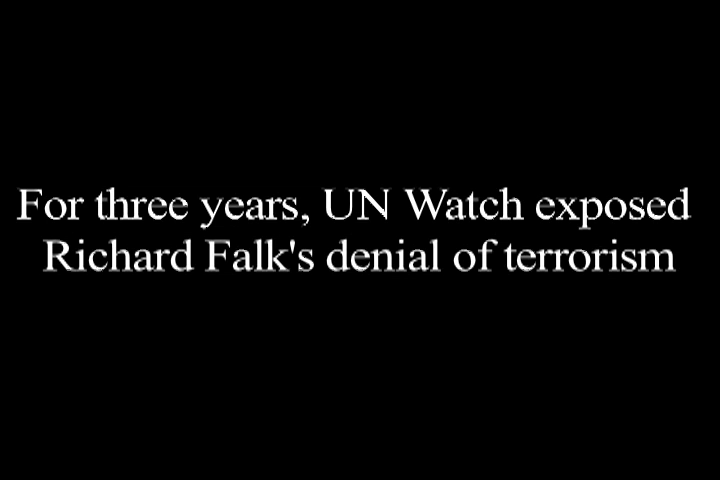 For three years, UN Watch exposed
Richard Falk's denial of terrorism